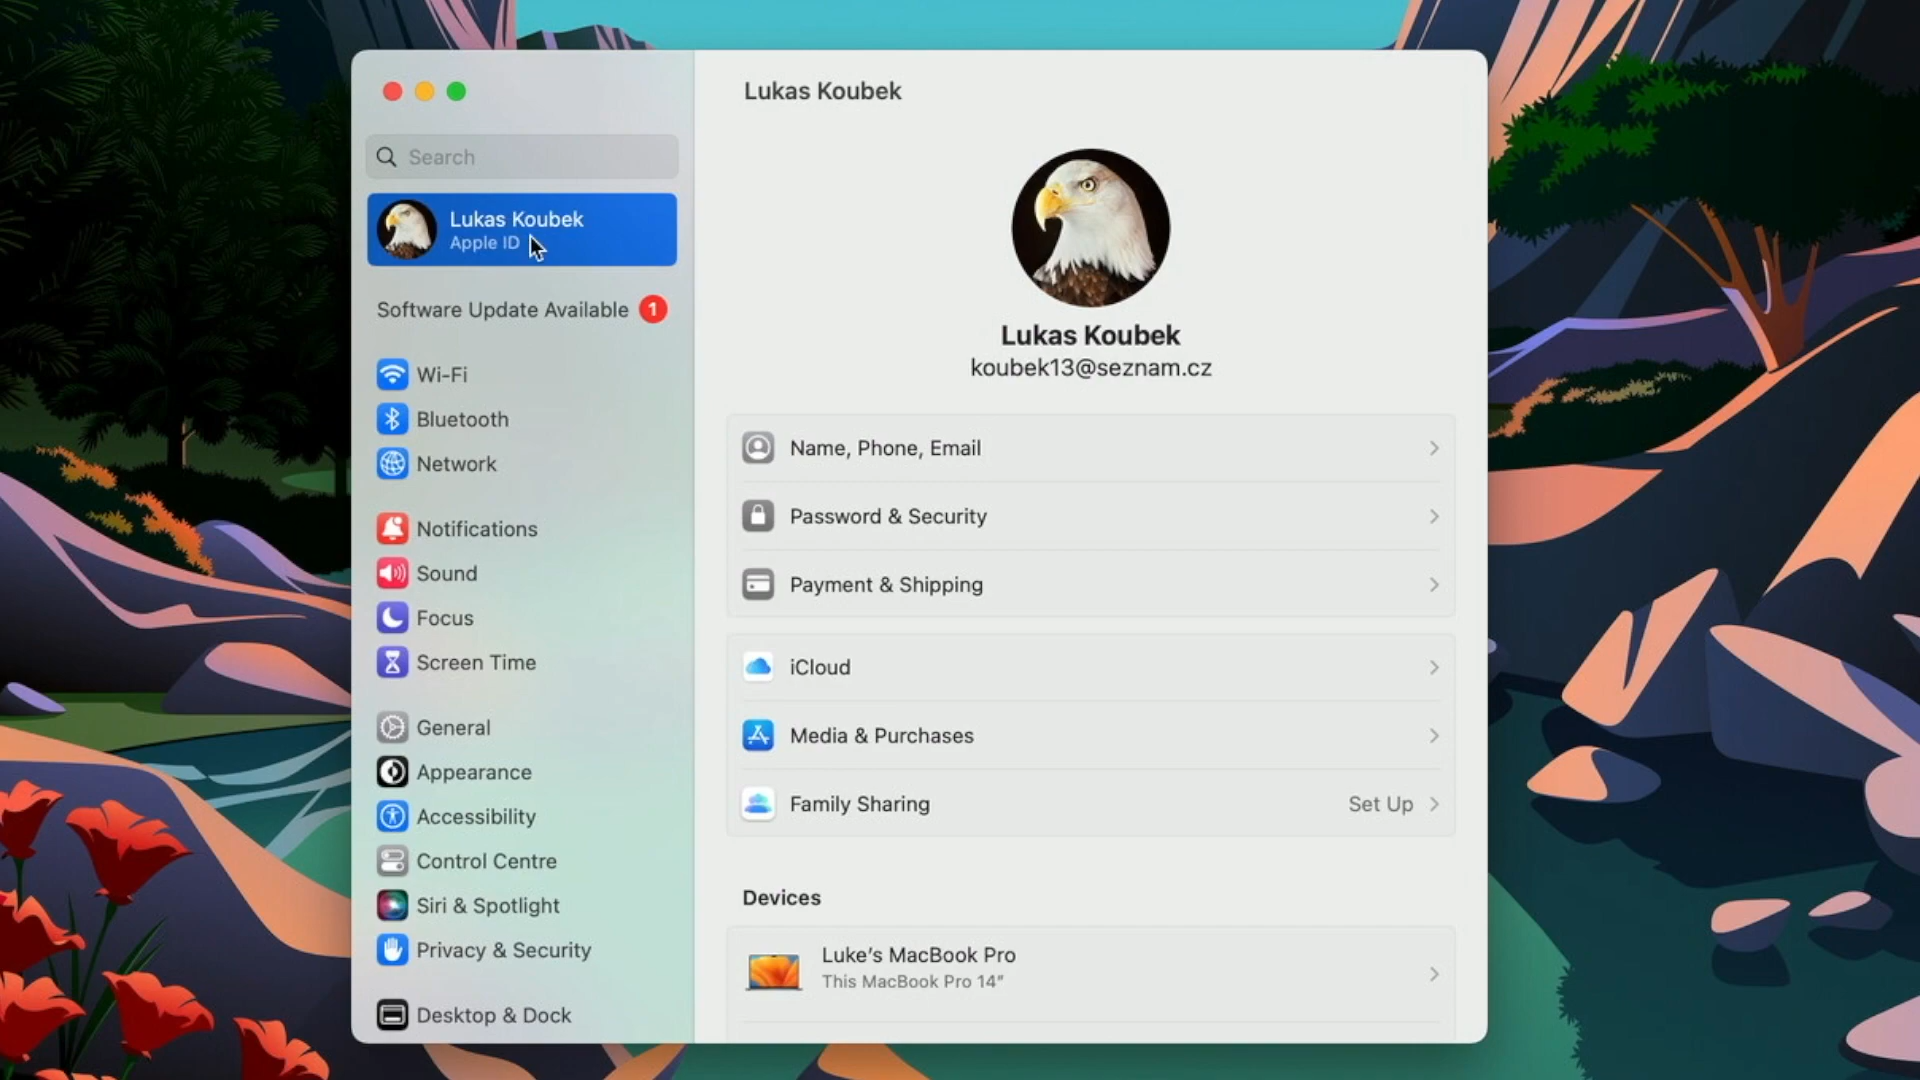 Lukas Koubek
Search
Lukas Koubek
Apple ID
Software Update Available 1
Wi-Fi
Bluetooth
Network
Notifications
Sound
Focus
Screen Time
General
Appearance
Accessibility
Control Centre
Siri & Spotlight
Privacy & Security
Desktop & Dock
Lukas Koubek
koubek13@seznam.cz
Name, Phone, Email
Password & Security
Payment & Shipping
iCloud
Media & Purchases
Family Sharing Set Up
Devices
Luke’s MacBook Pro
This MacBook Pro 14″